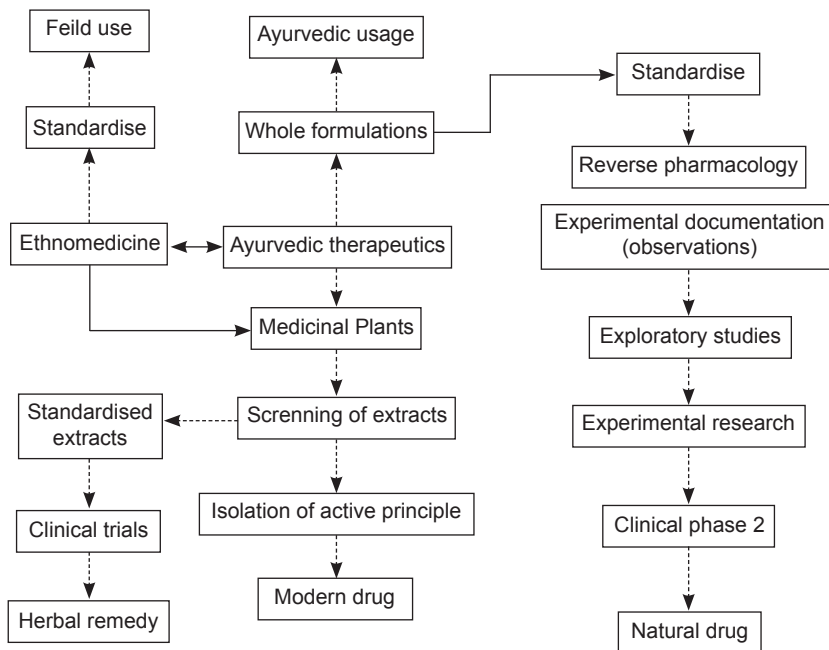 Feild use
Ayurvedic usage
Standardise
Standardise
Whole formulations
Reverse pharmacology
Ethnomedicine
Ayurvedic therapeutics
Experimental documentation
(observations)
Medicinal Plants
Exploratory studies
Standardised
extracts
Screnning of extracts
Experimental research
Clinical trials
Isolation of active principle
Clinical phase 2
Herbal remedy
Modern drug
Natural drug